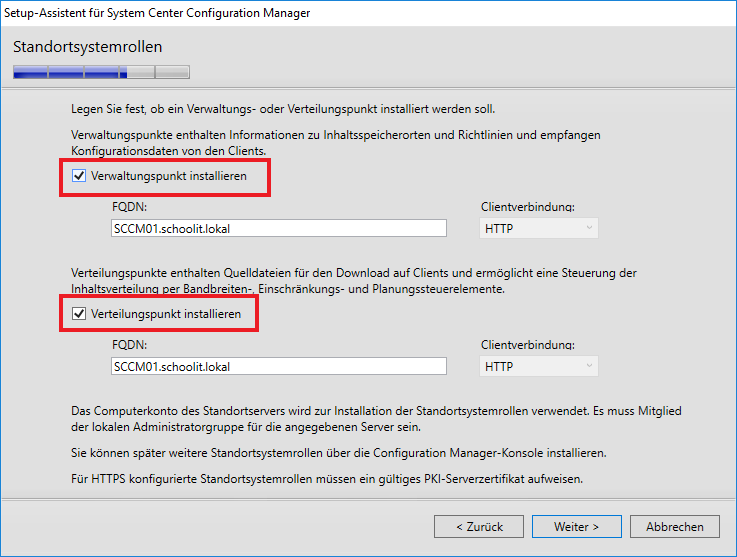 Setup-Assistent für System Center Configuration Manager
Standortsystemrollen
Legen Sie fest, ob ein Verwaltungs- oder Verteilungspunkt installiert werden soll.
Verwaltungspunkte enthalten Informationen zu Inhaltsspeicherorten und Richtlinien und empfangen
Konfigurationsdaten von den Clients.
Verwaltungspunkt installieren
FQDN:
Clientverbindung:
SCCM01.schoolit.lokal
HTTP
Verteilungspunkte enthalten Quelldateien für den Download auf Clients und ermöglicht eine Steuerung der
Inhaltsverteilung per Bandbreiten-, Einschränkungs- und Planungssteuerelemente.
Verteilungspunkt installieren
FQDN:
Clientverbindung:
SCCM01.schoolit.lokal
HTTP
Das Computerkonto des Standortservers wird zur Installation der Standortsystemrollen verwendet. Es muss Mitglied
der lokalen Administratorgruppe für die angegebenen Server sein.
Sie können später weitere Standortsystemrollen über die Configuration Manager-Konsole installieren.
Für HTTPS konfigurierte Standortsystemrollen müssen ein gültiges PKI-Serverzertifikat aufweisen.
< Zurück
Weiter >
Abbrechen